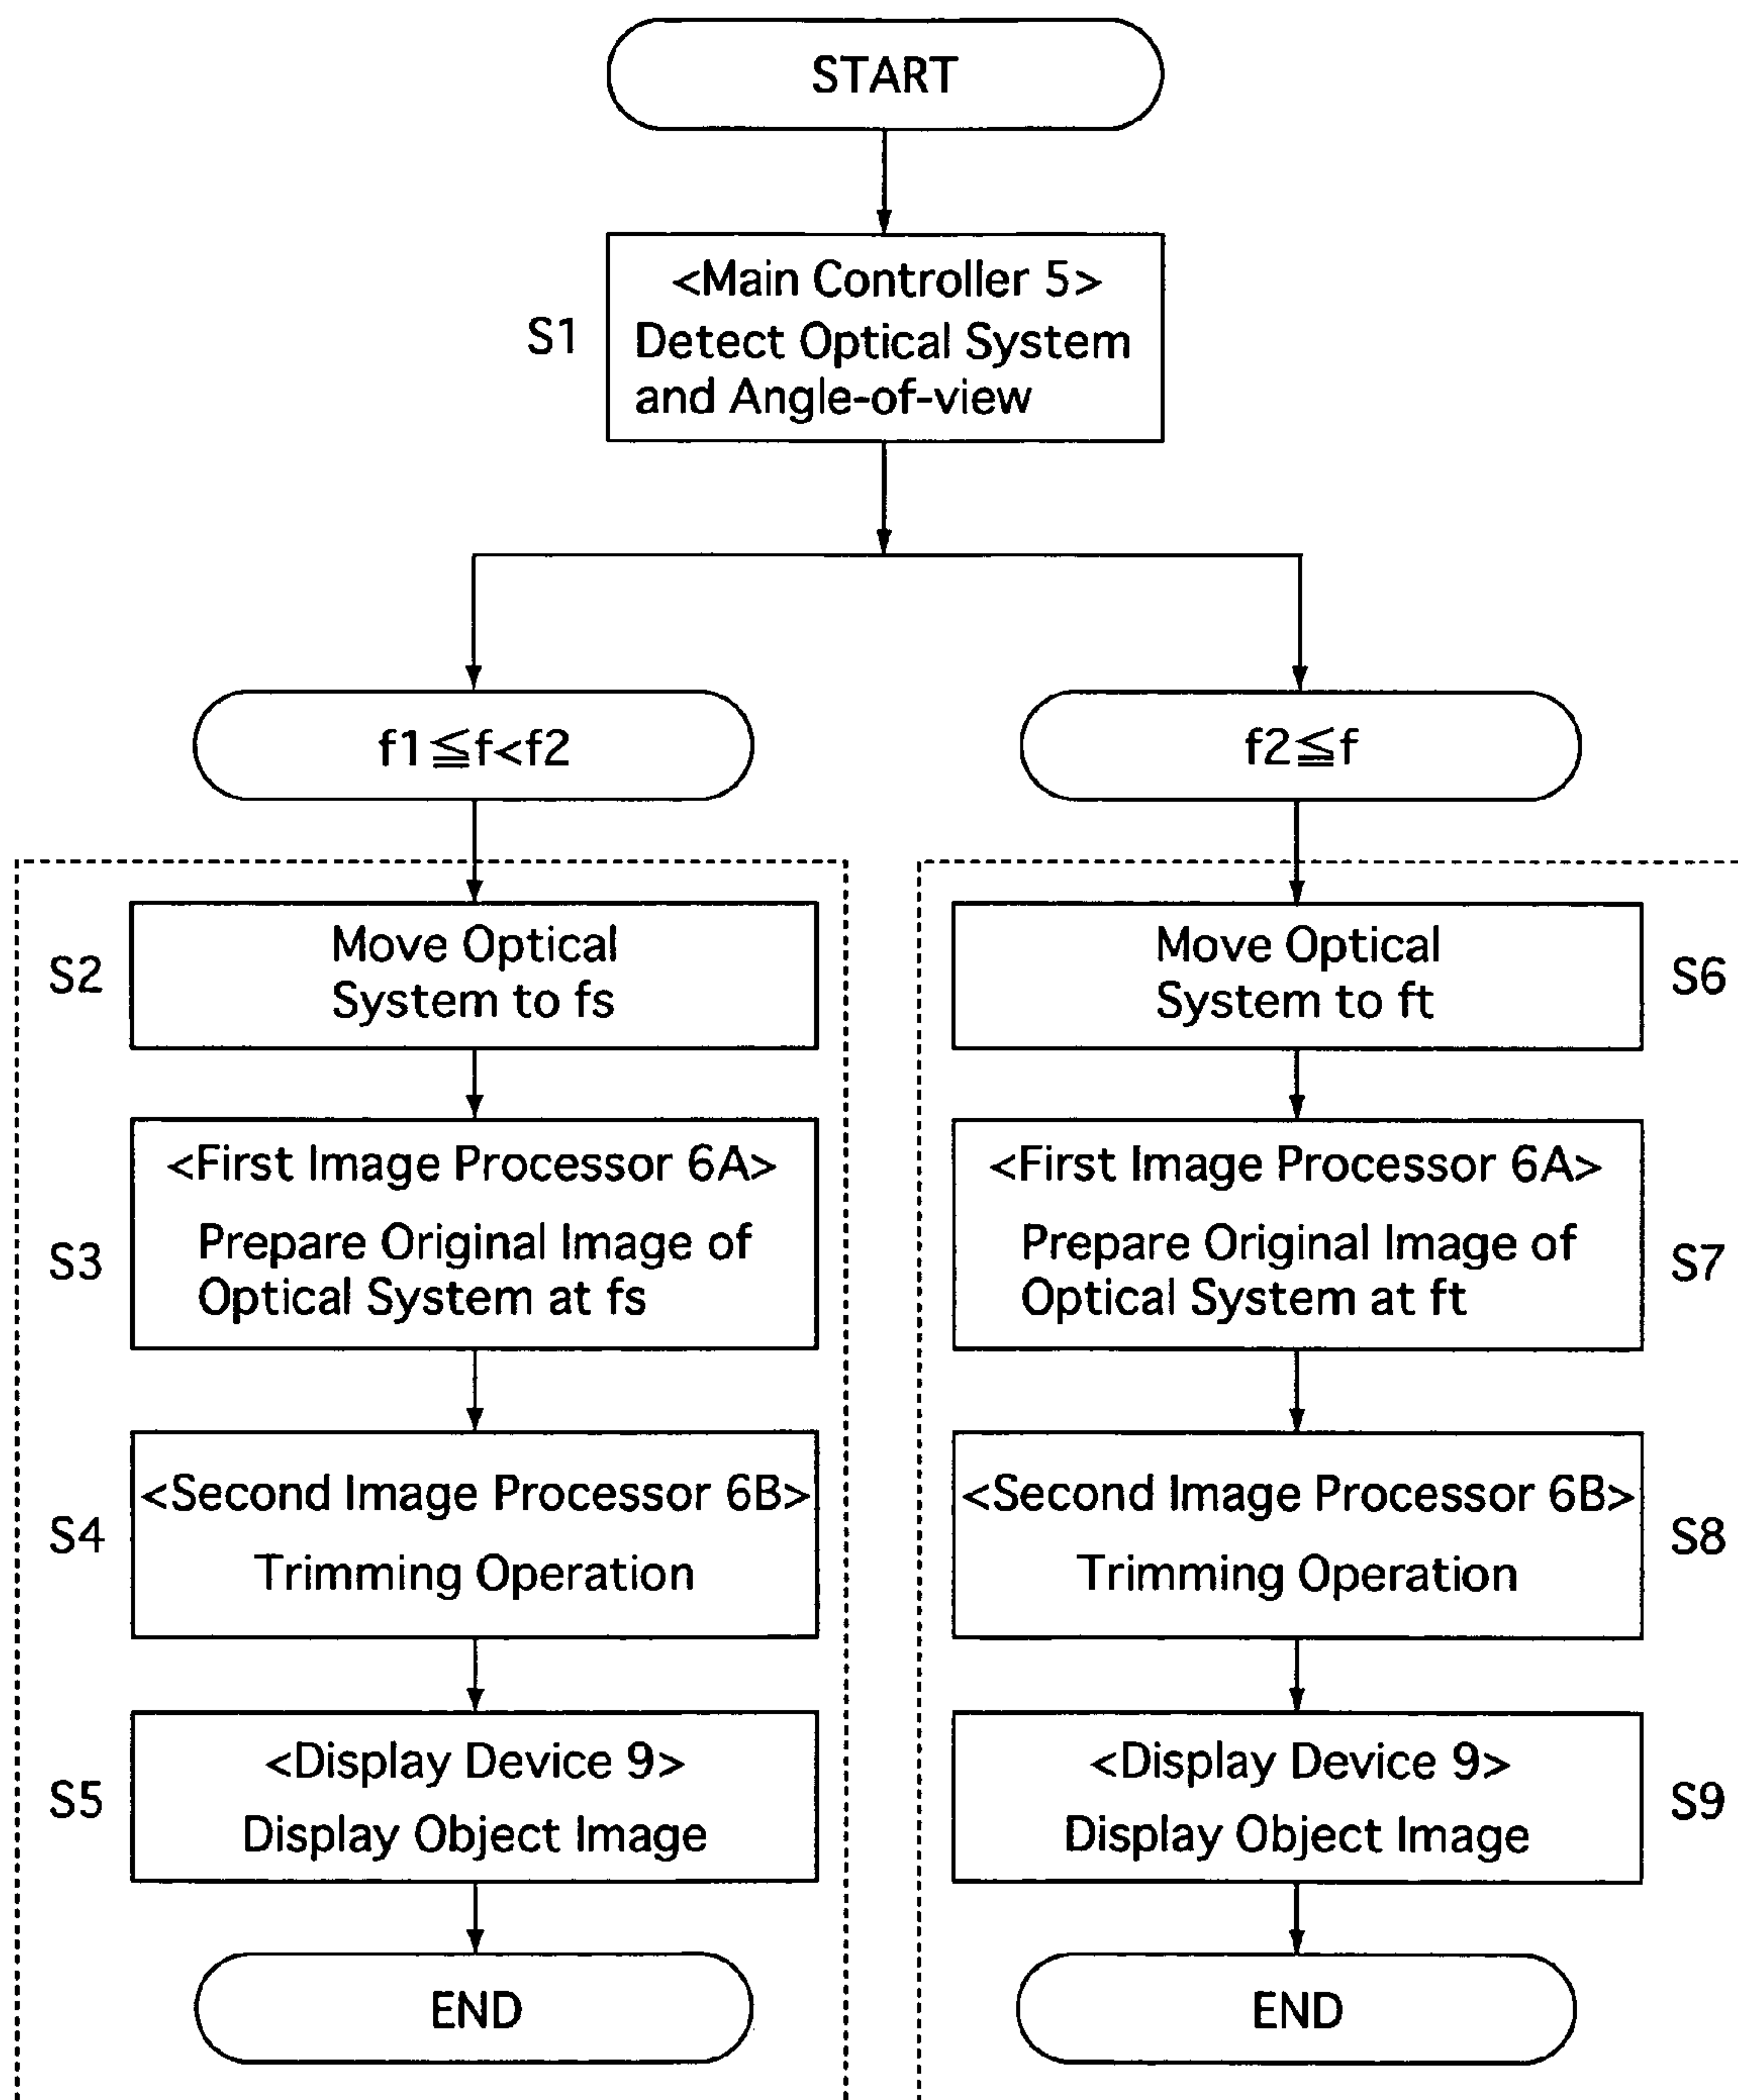 START
S1
<Main Controller 5>
Detect Optical System
and Angle-of-view
f1≦f<f2
S2
Move Optical
System to fs
S3
<First Image Processor 6A>
Prepare Original Image of
Optical System at fs
S4
<Second Image Processor 6B>
Trimming Operation
S5
<Display Device 9>
Display Object Image
END
f2≦f
Move Optical
System to ft
S6
<First Image Processor 6A>
Prepare Original Image of
Optical System at ft
S7
<Second Image Processor 6B>
Trimming Operation
S8
<Display Device 9>
Display Object Image
S9
END